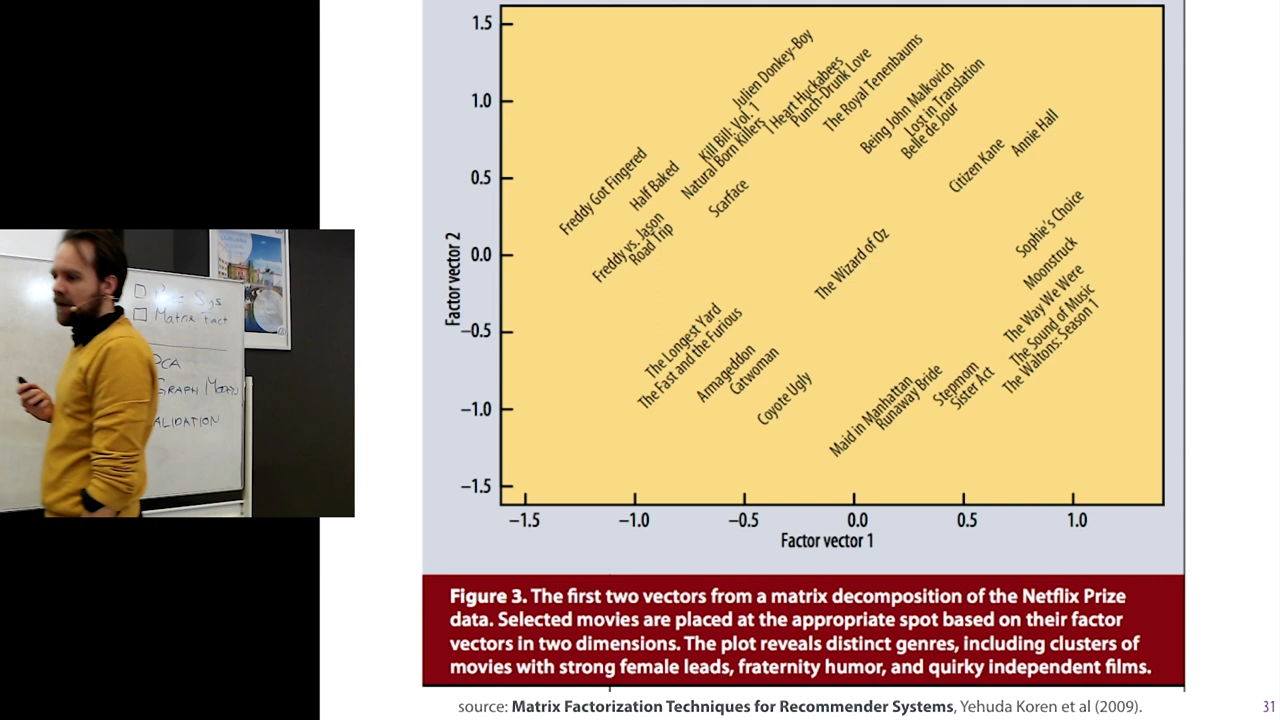 1.5
1.0
0.5
0.0
−0.5
−1.0
−1.5
Factor vector 2
Julien Donkey-Boy
I Heart Huckabees
Punch-Drunk Love
The Royal Tenenbaums
Being John Malkovich
Lost in Translation
Belle de Jour
Annie Hall
Citizen Kane
Kill Bill: Vol. 1
Natural Born Killers
Scarface
Freddy Got Fingered
Half Baked
Freddy vs. Jason
Road Trip
The Wizard of Oz
Sophie's Choice
Moonstruck
The Way We Were
The Sound of Music
The Waltons: Season 1
The Longest Yard
The Fast and the Furious
Armageddon
Catwoman
Coyote Ugly
Maid in Manhattan
Runaway Bride
Stepmom
Sister Act
−1.5
−1.0
−0.5
0.0
0.5
1.0
Factor vector 1
Figure 3. The first two vectors from a matrix decomposition of the Netflix Prize
data. Selected movies are placed at the appropriate spot based on their factor
vectors in two dimensions. The plot reveals distinct genres, including clusters of
movies with strong female leads, fraternity humor, and quirky independent films.
source: Matrix Factorization Techniques for Recommender Systems, Yehuda Koren et al (2009).
31
Sys
Matrix Fact